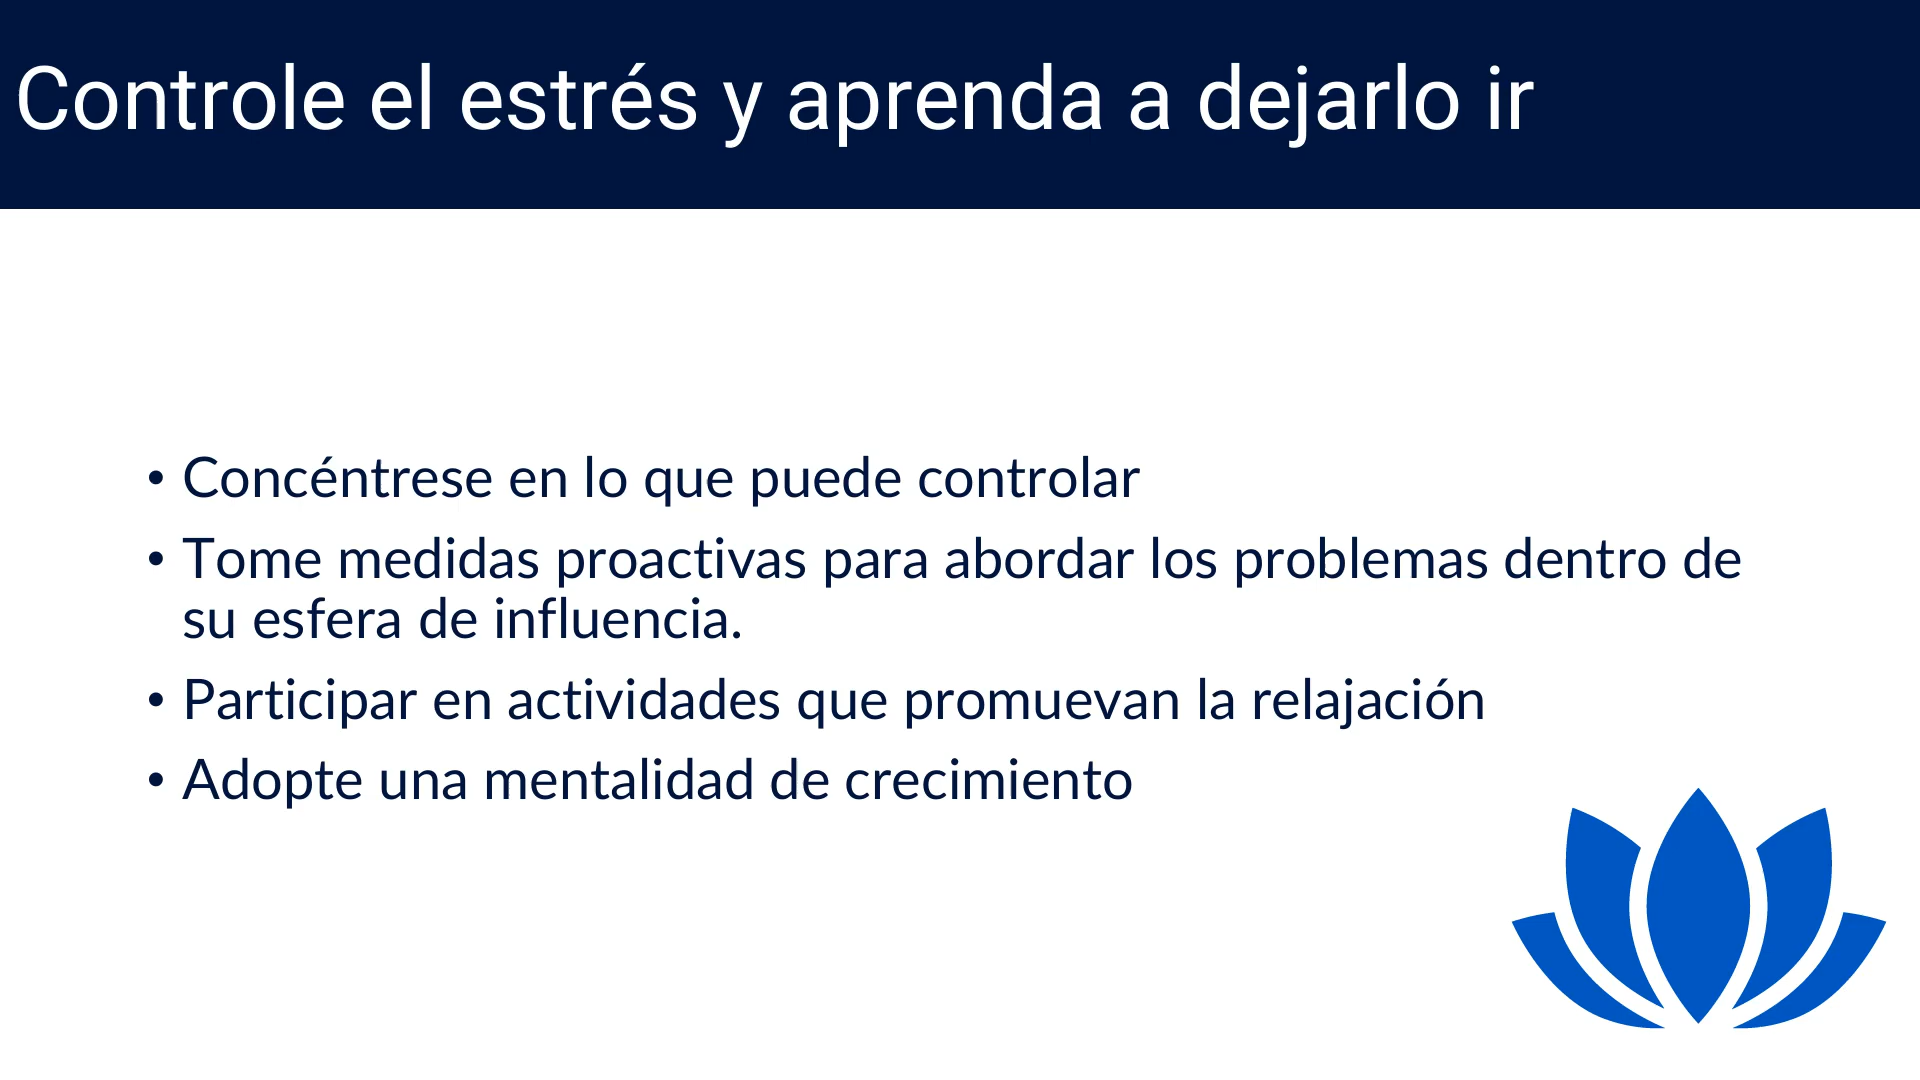 Controle el estrés y aprenda a dejarlo ir
• Concéntrese en lo que puede controlar
• Tome medidas proactivas para abordar los problemas dentro de
su esfera de influencia.
• Participar en actividades que promuevan la relajación
• Adopte una mentalidad de crecimiento